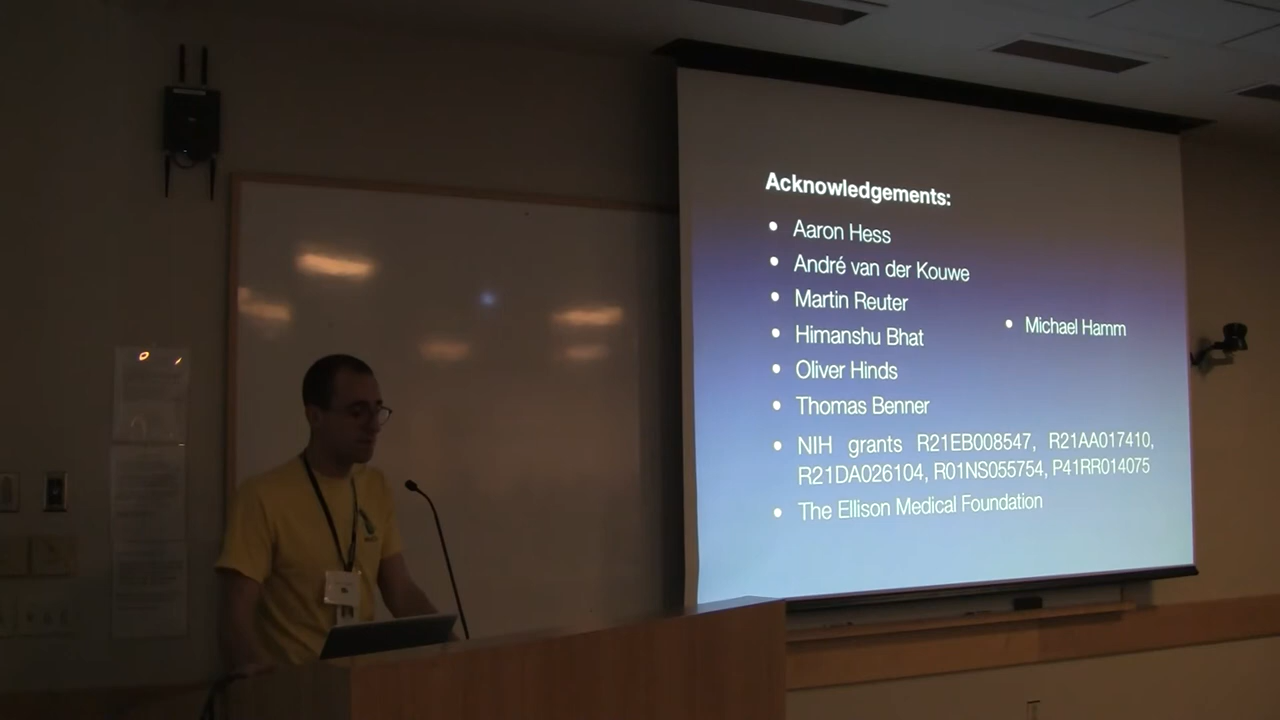 Acknowledgements:
• Aaron Hess
• André van der Kouwe
• Martin Reuter
• Himanshu Bhat
• Michael Hamm
• Oliver Hinds
• Thomas Benner
• NIH grants R21EB008547, R21AA017410,
R21DA026104, R01NS055754, P41RR014075
• The Ellison Medical Foundation